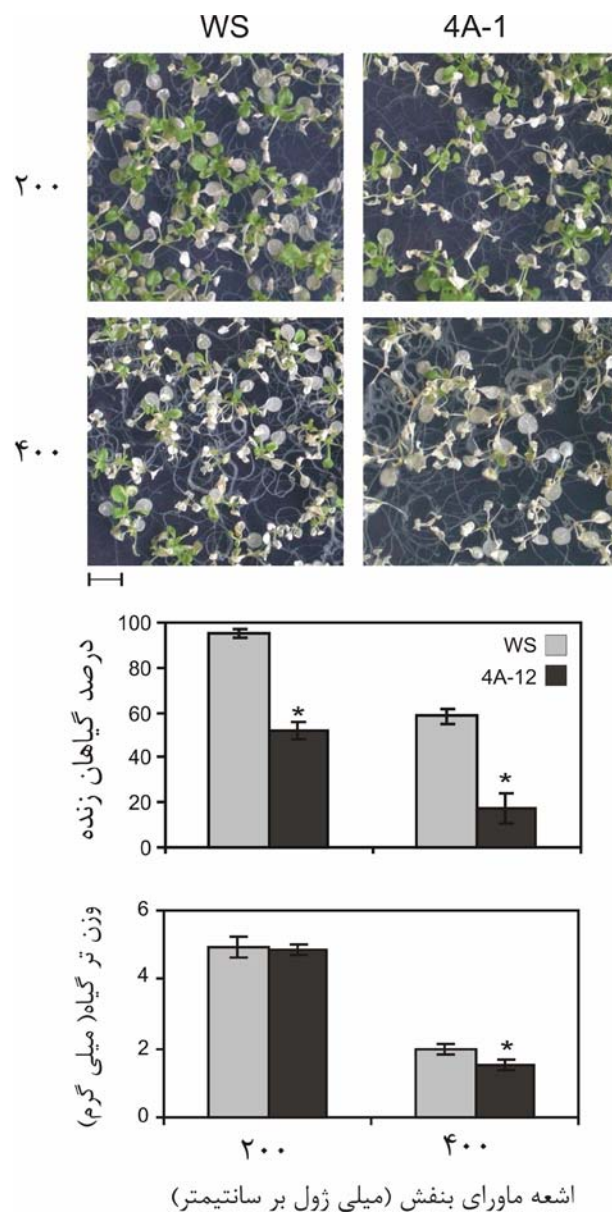 WS 4A-1
۲۰۰
۴۰۰
درصد گیاهان زنده
100
80
60
40
20
0
WS
4A-12
*
*
وزن تر گیاه( میلی گرم)
6
4
2
0
*
۲۰۰ ۴۰۰
اشعه ماورای بنفش (میلی ژول بر سانتیمتر)